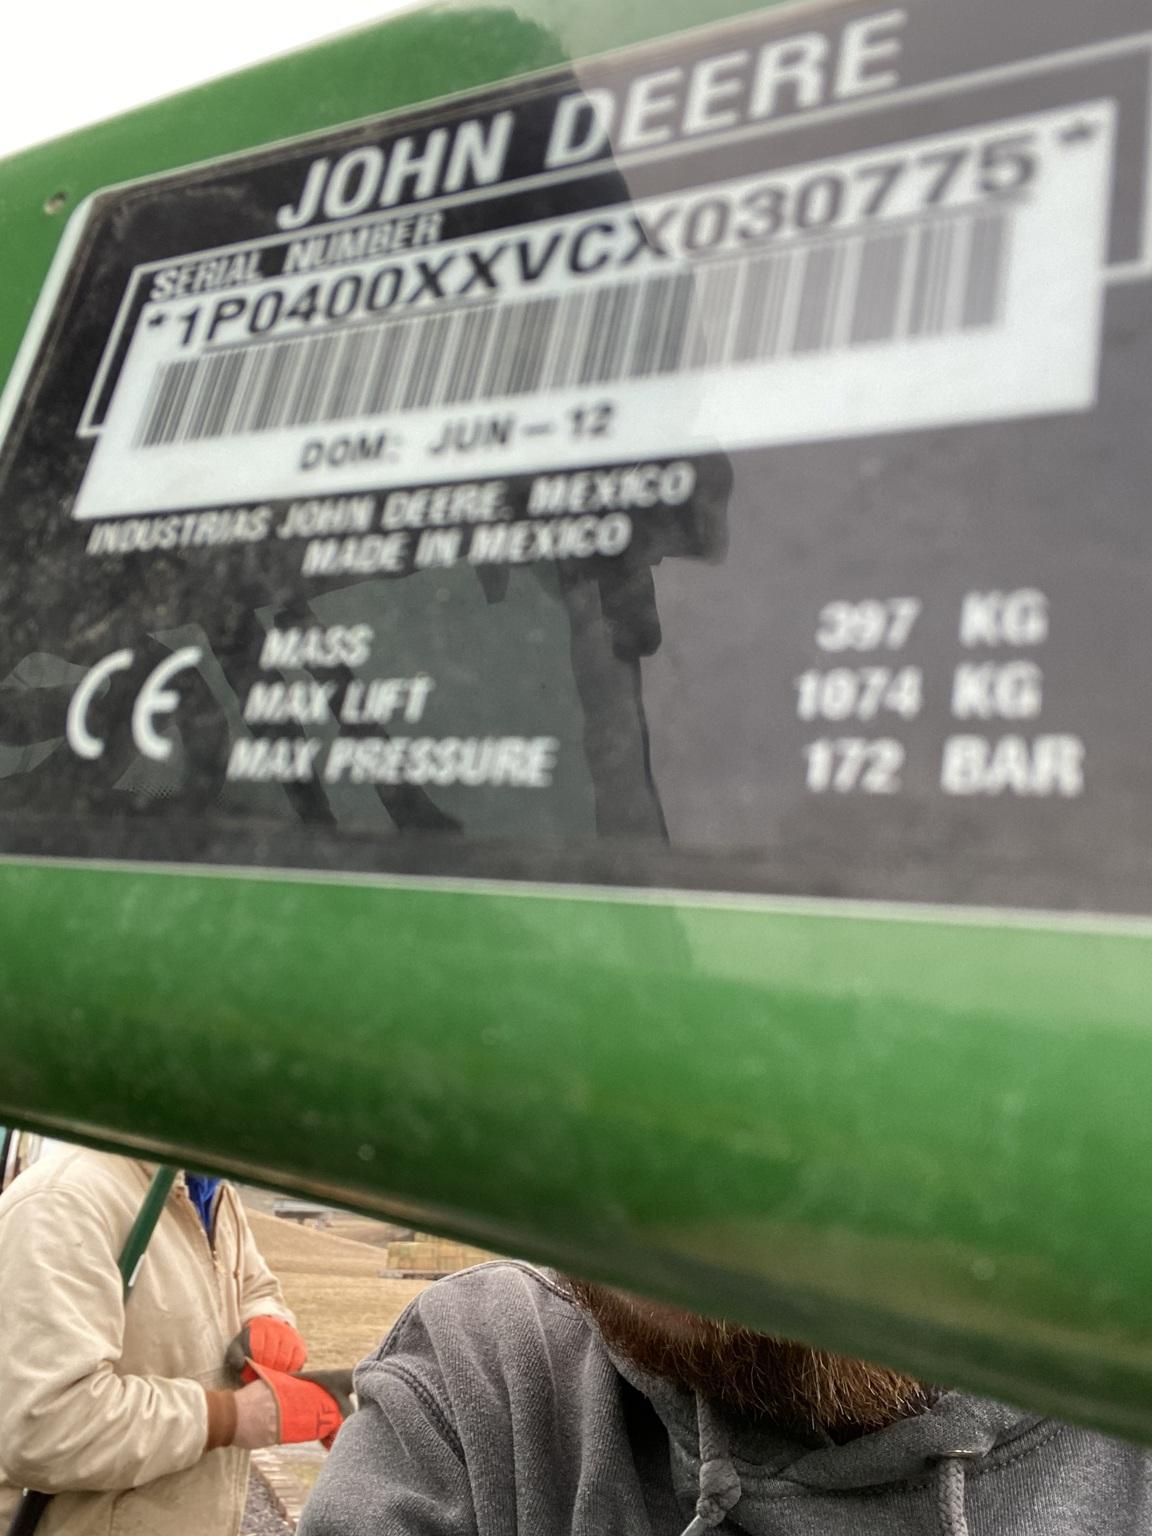 JOHN DEERE
SERIAL NUMBER
*1P0400XXVCX030775*
DOM: JUN-12
INDUSTRIAS JOHN DEERE. MEXICO
MADE IN MEXICO
CE
MASS 397 KG
MAX LIFT 1074 KG
MAX PRESSURE 172 BAR